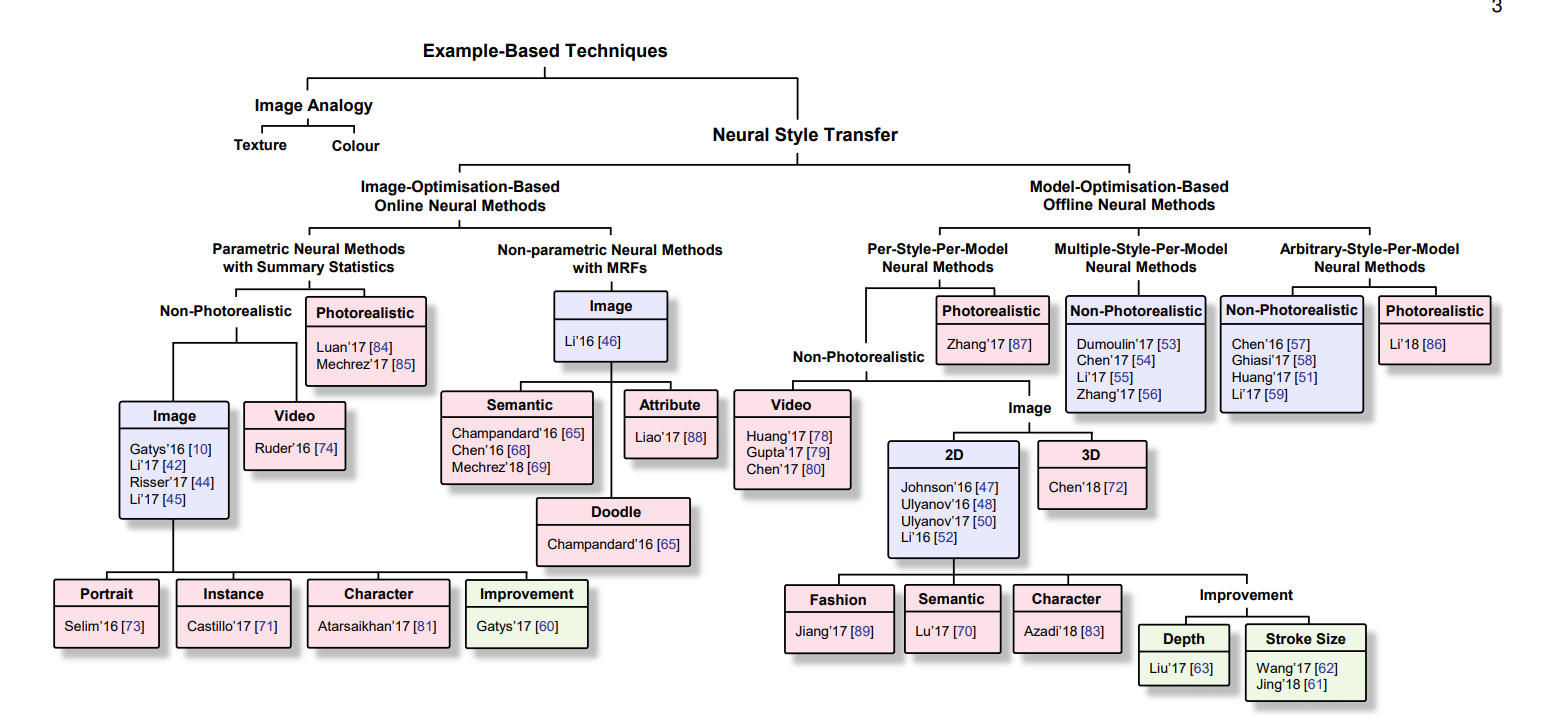 3
Example-Based Techniques
Image Analogy
Texture
Colour
Neural Style Transfer
Image-Optimisation-Based
Online Neural Methods
Model-Optimisation-Based
Offline Neural Methods
Parametric Neural Methods
with Summary Statistics
Non-parametric Neural Methods
with MRFs
Per-Style-Per-Model
Neural Methods
Multiple-Style-Per-Model
Neural Methods
Arbitrary-Style-Per-Model
Neural Methods
Non-Photorealistic
Photorealistic
Luan'17 [84]
Mechrez'17 [85]
Image
Li'16 [46]
Non-Photorealistic
Photorealistic
Zhang'17 [87]
Non-Photorealistic
Dumoulin'17 [53]
Chen'17 [54]
Li'17 [55]
Zhang'17 [56]
Non-Photorealistic
Chen'16 [57]
Ghiasi'17 [58]
Huang'17 [51]
Li'17 [59]
Photorealistic
Li'18 [86]
Image
Gatys'16 [10]
Li'17 [42]
Risser'17 [44]
Li'17 [45]
Video
Ruder'16 [74]
Semantic
Champandard'16 [65]
Chen'16 [68]
Mechrez'18 [69]
Attribute
Liao'17 [88]
Doodle
Champandard'16 [65]
Video
Huang'17 [78]
Gupta'17 [79]
Chen'17 [80]
Image
2D
Johnson'16 [47]
Ulyanov'16 [48]
Ulyanov'17 [50]
Li'16 [52]
3D
Chen'18 [72]
Portrait
Selim'16 [73]
Instance
Castillo'17 [71]
Character
Atarsaikhan'17 [81]
Improvement
Gatys'17 [60]
Fashion
Jiang'17 [89]
Semantic
Lu'17 [70]
Character
Azadi'18 [83]
Improvement
Depth
Liu'17 [63]
Stroke Size
Wang'17 [62]
Jing'18 [61]